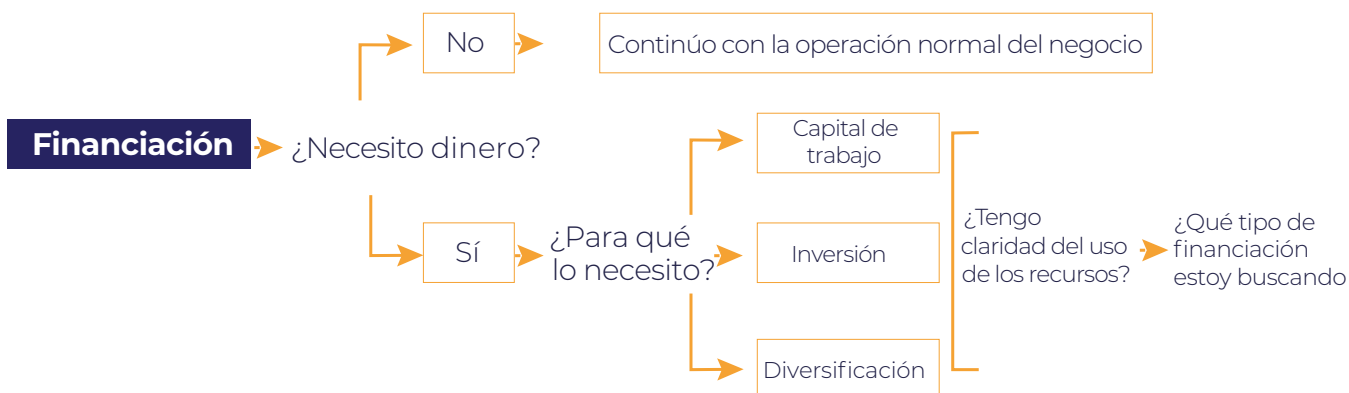 No
Continúo con la operación normal del negocio
Financiación
¿Necesito dinero?
Sí
¿Para qué
lo necesito?
Capital de
trabajo
Inversión
Diversificación
¿Tengo
claridad del uso
de los recursos?
¿Qué tipo de
financiación
estoy buscando